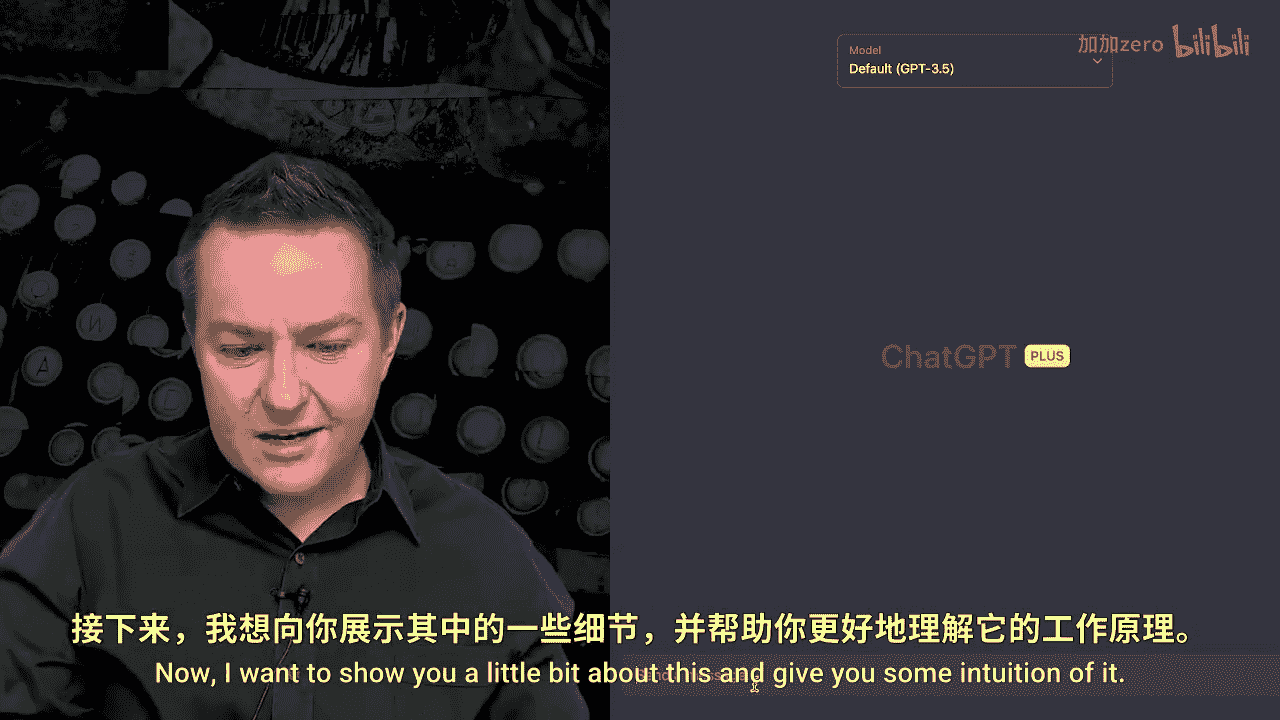 Model
Default (GPT-3.5)
加加zero bilibili
ChatGPT PLUS
接下来，我想向你展示其中的一些细节，并帮助你更好地理解它的工作原理。
Now, I want to show you a little bit about this and give you some intuition of it.